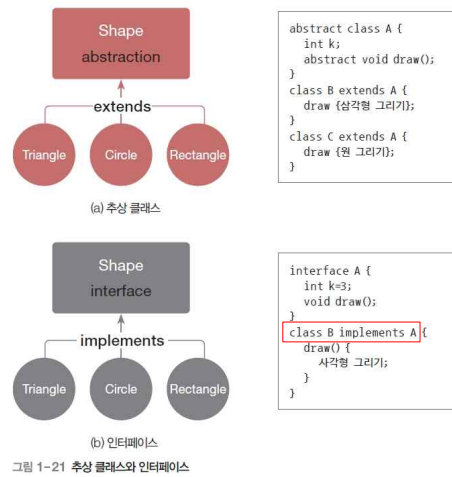 Shape
abstraction
extends
Triangle
Circle
Rectangle
(a) 추상 클래스
abstract class A {
int k;
abstract void draw();
}
class B extends A {
draw {삼각형 그리기};
}
class C extends A {
draw {원 그리기};
}
Shape
interface
implements
Triangle
Circle
Rectangle
(b) 인터페이스
interface A {
int k=3;
void draw();
}
class B implements A {
draw() {
사각형 그리기;
}
}
그림 1-21 추상 클래스와 인터페이스